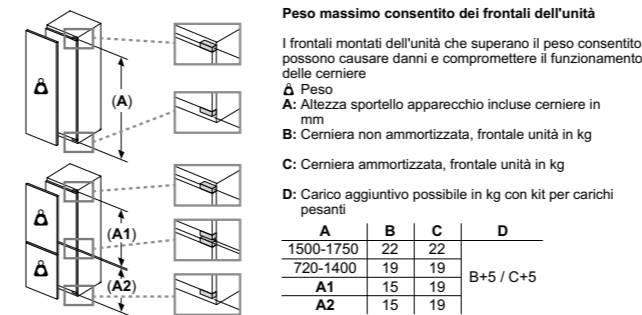 Peso massimo consentito dei frontali dell'unità
I frontali montati dell'unità che superano il peso consentito
possono causare danni e compromettere il funzionamento
delle cerniere
Peso
A: Altezza sportello apparecchio incluse cerniere in
mm
B: Cerniera non ammortizzata, frontale unità in kg
C: Cerniera ammortizzata, frontale unità in kg
D: Carico aggiuntivo possibile in kg con kit per carichi
pesanti
A B C D
1500-1750 22 22
720-1400 19 19
B+5 / C+5
A1 15 19
A2 15 19
(A)
(A1)
(A2)